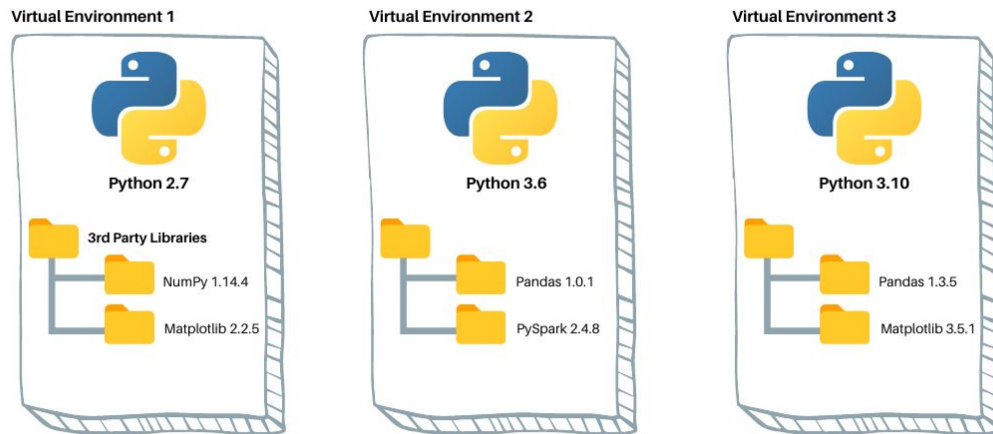 Virtual Environment 1
Python 2.7
3rd Party Libraries
NumPy 1.14.4
Matplotlib 2.2.5
Virtual Environment 2
Python 3.6
Pandas 1.0.1
PySpark 2.4.8
Virtual Environment 3
Python 3.10
Pandas 1.3.5
Matplotlib 3.5.1